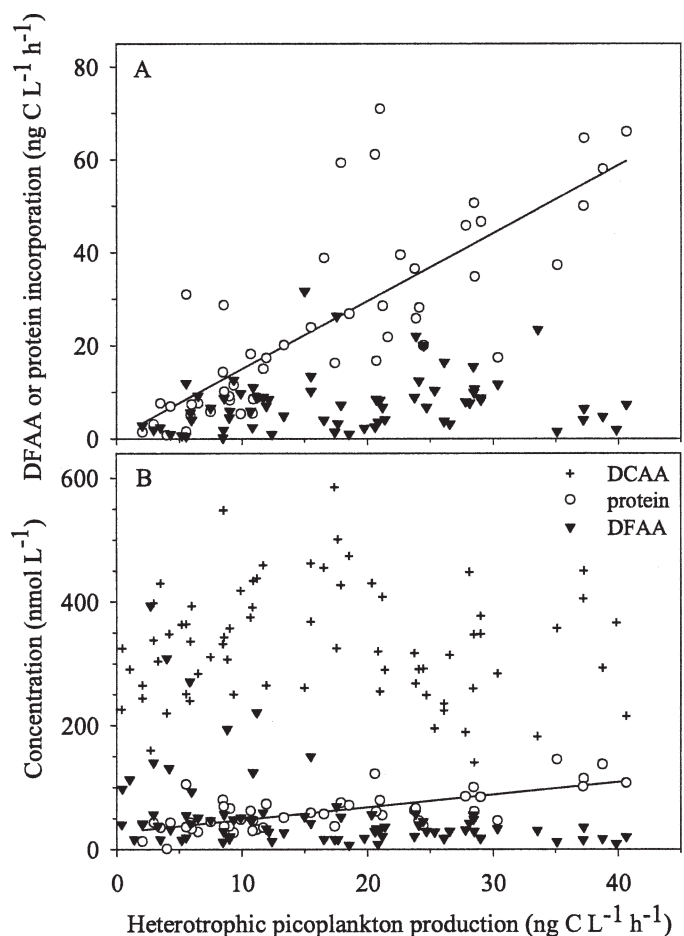 DFAA or protein incorporation (ng C L⁻¹ h⁻¹)
A
80
60
40
20
0
Concentration (nmol L⁻¹)
B
DCAA
protein
DFAA
600
400
200
0
0 10 20 30 40
Heterotrophic picoplankton production (ng C L⁻¹ h⁻¹)